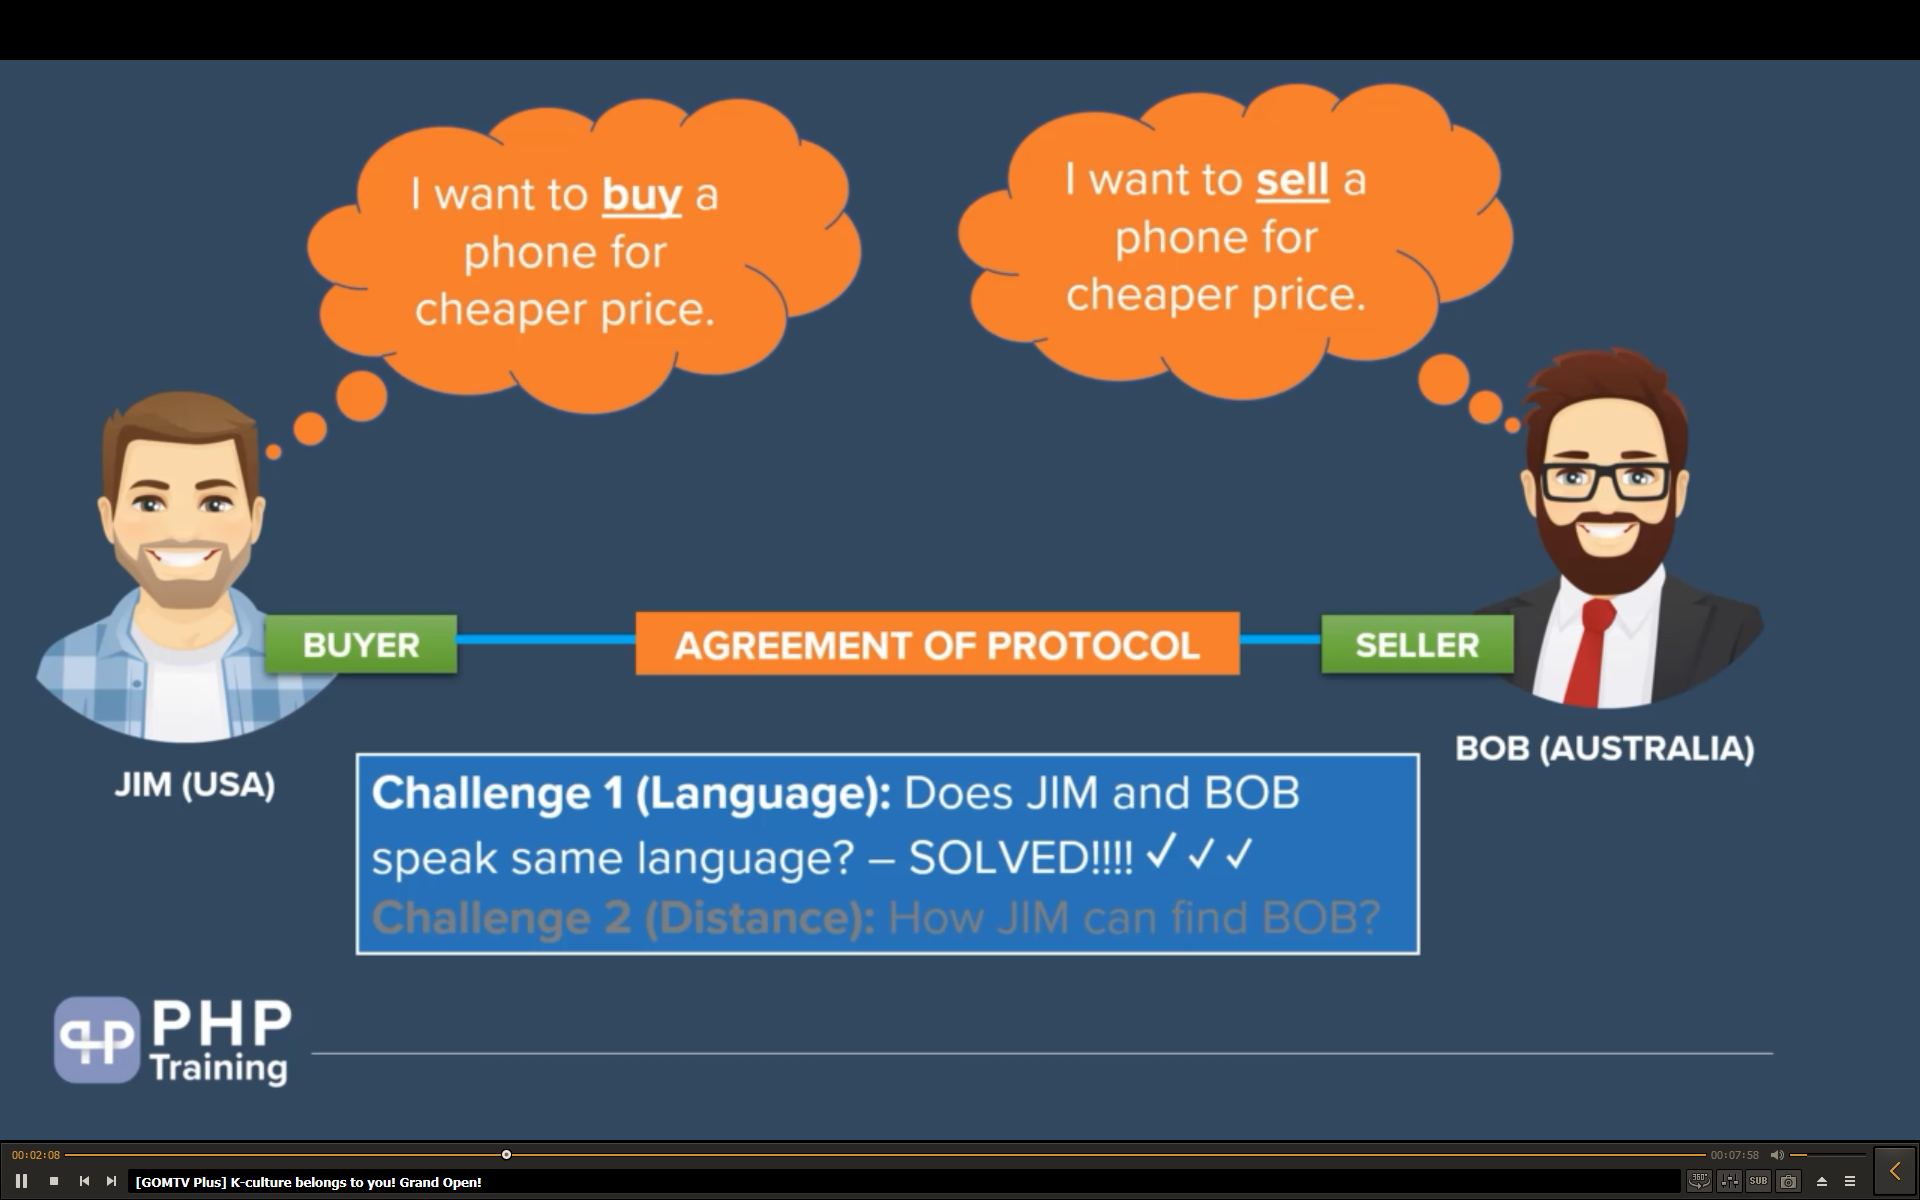 I want to buy a
phone for
cheaper price.
I want to sell a
phone for
cheaper price.
BUYER
AGREEMENT OF PROTOCOL
SELLER
JIM (USA)
BOB (AUSTRALIA)
Challenge 1 (Language): Does JIM and BOB
speak same language? – SOLVED!!!! ✓ ✓ ✓
Challenge 2 (Distance): How JIM can find BOB?
php
PHP
Training
00:02:08
00:07:58
[GOMTV Plus] K-culture belongs to you! Grand Open!
360°
SUB